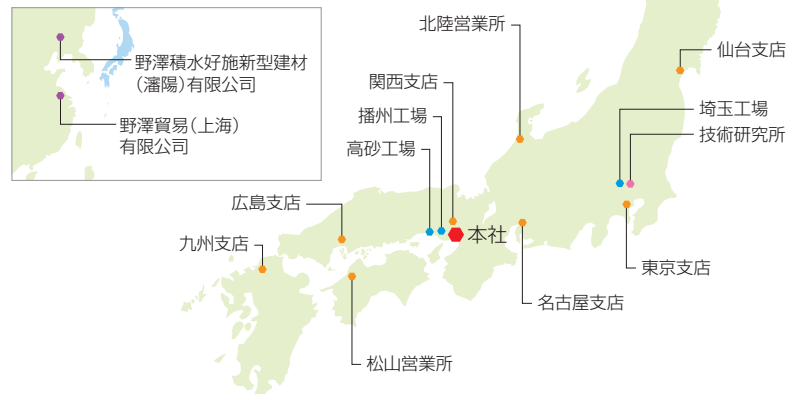 野澤積水好施新型建材
（瀋陽）有限公司
野澤貿易（上海）
有限公司
北陸営業所
仙台支店
関西支店
播州工場
高砂工場
埼玉工場
技術研究所
広島支店
本社
九州支店
東京支店
名古屋支店
松山営業所